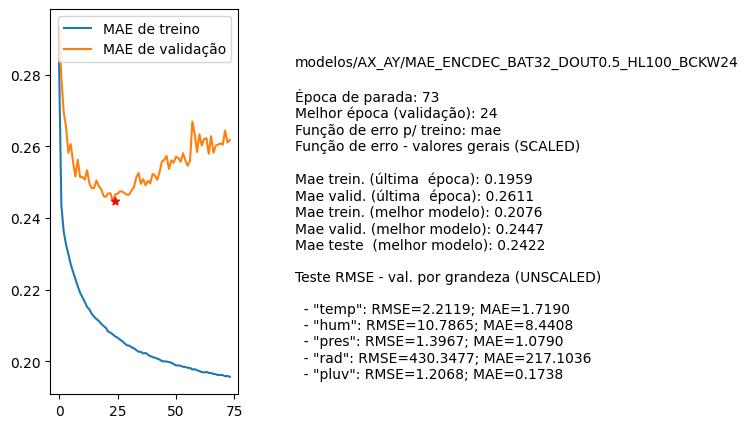 MAE de treino
MAE de validação
0.28
0.26
0.24
0.22
0.20
0
25
50
75
modelos/AX_AY/MAE_ENCDEC_BAT32_DOUT0.5_HL100_BCKW24
Época de parada: 73
Melhor época (validação): 24
Função de erro p/ treino: mae
Função de erro - valores gerais (SCALED)
Mae trein. (última  época): 0.1959
Mae valid. (última  época): 0.2611
Mae trein. (melhor modelo): 0.2076
Mae valid. (melhor modelo): 0.2447
Mae teste  (melhor modelo): 0.2422
Teste RMSE - val. por grandeza (UNSCALED)
- "temp": RMSE=2.2119; MAE=1.7190
- "hum": RMSE=10.7865; MAE=8.4408
- "pres": RMSE=1.3967; MAE=1.0790
- "rad": RMSE=430.3477; MAE=217.1036
- "pluv": RMSE=1.2068; MAE=0.1738